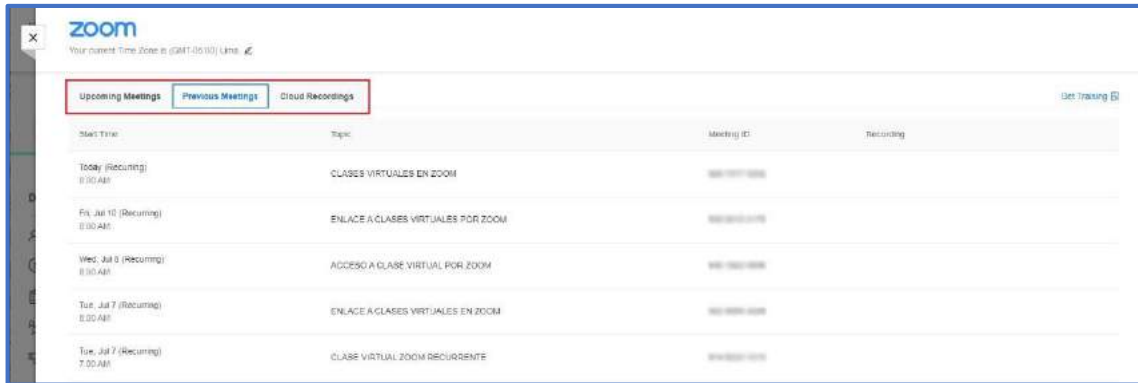 zoom
Your current Time Zone is (GMT-05:00) Lima
Upcoming Meetings Previous Meetings Cloud Recordings Get Training
Start Time Topic Meeting ID Recording
Today (Recurring)
8:00 AM
CLASES VIRTUALES EN ZOOM
Fri, Jul 10 (Recurring)
8:00 AM
ENLACE A CLASES VIRTUALES POR ZOOM
Wed, Jul 8 (Recurring)
8:00 AM
ACCESO A CLASE VIRTUAL POR ZOOM
Tue, Jul 7 (Recurring)
8:00 AM
ENLACE A CLASES VIRTUALES EN ZOOM
Tue, Jul 7 (Recurring)
7:00 AM
CLASE VIRTUAL ZOOM RECURRENTE